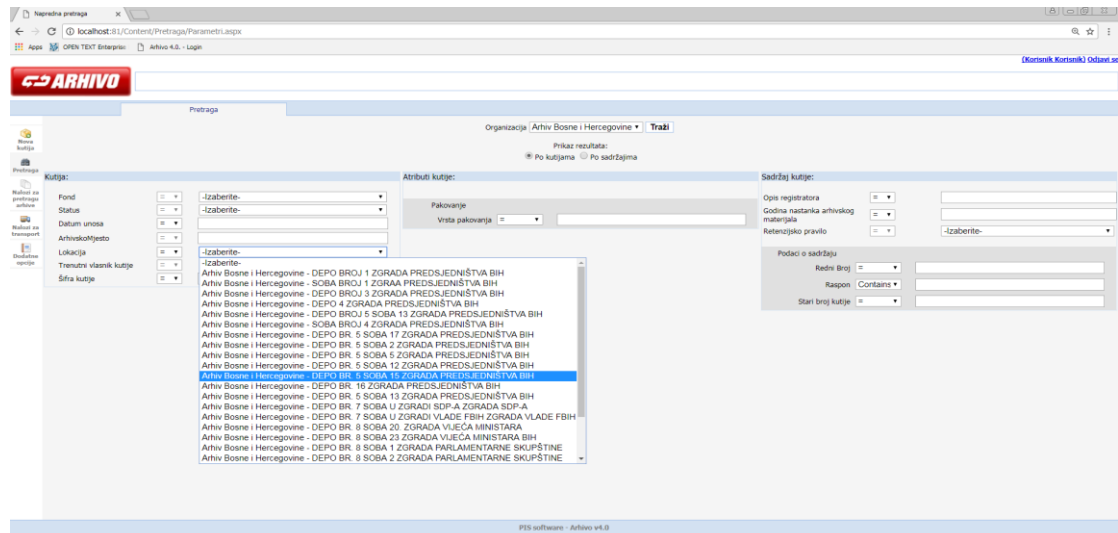 Napredna pretraga
localhost:81/Content/Pretraga/Parametri.aspx
Apps OPEN TEXT Enterprise Arhivo 4.0. - Login
(Korisnik Korisnik) Odjavi se
ARHIVO
Pretraga
Organizacija Arhiv Bosne i Hercegovine Traži
Prikaz rezultata:
Po kutijama Po sadržajima
Nova kutija
Pretraga
Nalozi za pretragu arhive
Nalozi za transport
Dodatne opcije
Kutija:
Fond = -Izaberite-
Status = -Izaberite-
Datum unosa =
ArhivskoMjesto =
Lokacija = -Izaberite-
Trenutni vlasnik kutije =
Šifra kutije =
-Izaberite-
Arhiv Bosne i Hercegovine - DEPO BROJ 1 ZGRADA PREDSJEDNIŠTVA BIH
Arhiv Bosne i Hercegovine - SOBA BROJ 1 ZGRAA PREDSJEDNIŠTVA BIH
Arhiv Bosne i Hercegovine - DEPO BROJ 3 ZGRADA PREDSJEDNIŠTVA BIH
Arhiv Bosne i Hercegovine - DEPO 4 ZGRADA PREDSJEDNIŠTVA BIH
Arhiv Bosne i Hercegovine - DEPO BROJ 5 SOBA 13 ZGRADA PREDSJEDNIŠTVA BIH
Arhiv Bosne i Hercegovine - SOBA BROJ 4 ZGRADA PREDSJEDNIŠTVA BIH
Arhiv Bosne i Hercegovine - DEPO BR. 5 SOBA 17 ZGRADA PREDSJEDNIŠTVA BIH
Arhiv Bosne i Hercegovine - DEPO BR. 5 SOBA 2 ZGRADA PREDSJEDNIŠTVA BIH
Arhiv Bosne i Hercegovine - DEPO BR. 5 SOBA 5 ZGRADA PREDSJEDNIŠTVA BIH
Arhiv Bosne i Hercegovine - DEPO BR. 5 SOBA 12 ZGRADA PREDSJEDNIŠTVA BIH
Arhiv Bosne i Hercegovine - DEPO BR. 5 SOBA 15 ZGRADA PREDSJEDNIŠTVA BIH
Arhiv Bosne i Hercegovine - DEPO BR. 16 ZGRADA PREDSJEDNIŠTVA BIH
Arhiv Bosne i Hercegovine - DEPO BR. 5 SOBA 13 ZGRADA PREDSJEDNIŠTVA BIH
Arhiv Bosne i Hercegovine - DEPO BR. 7 SOBA U ZGRADI SDP-A ZGRADA SDP-A
Arhiv Bosne i Hercegovine - DEPO BR. 7 SOBA U ZGRADI VLADE FBIH ZGRADA VLADE FBIH
Arhiv Bosne i Hercegovine - DEPO BR. 8 SOBA 20. ZGRADA VIJEĆA MINISTARA
Arhiv Bosne i Hercegovine - DEPO BR. 8 SOBA 23 ZGRADA VIJEĆA MINISTARA BIH
Arhiv Bosne i Hercegovine - DEPO BR. 8 SOBA 1 ZGRADA PARLAMENTARNE SKUPŠTINE
Arhiv Bosne i Hercegovine - DEPO BR. 8 SOBA 2 ZGRADA PARLAMENTARNE SKUPŠTINE
Atributi kutije:
Pakovanje
Vrsta pakovanja =
Sadržaj kutije:
Opis registratora =
Godina nastanka arhivskog materijala =
Retenzijsko pravilo = -Izaberite-
Podaci o sadržaju
Redni Broj =
Raspon Contains
Stari broj kutije =
PIS software - Arhivo v4.0